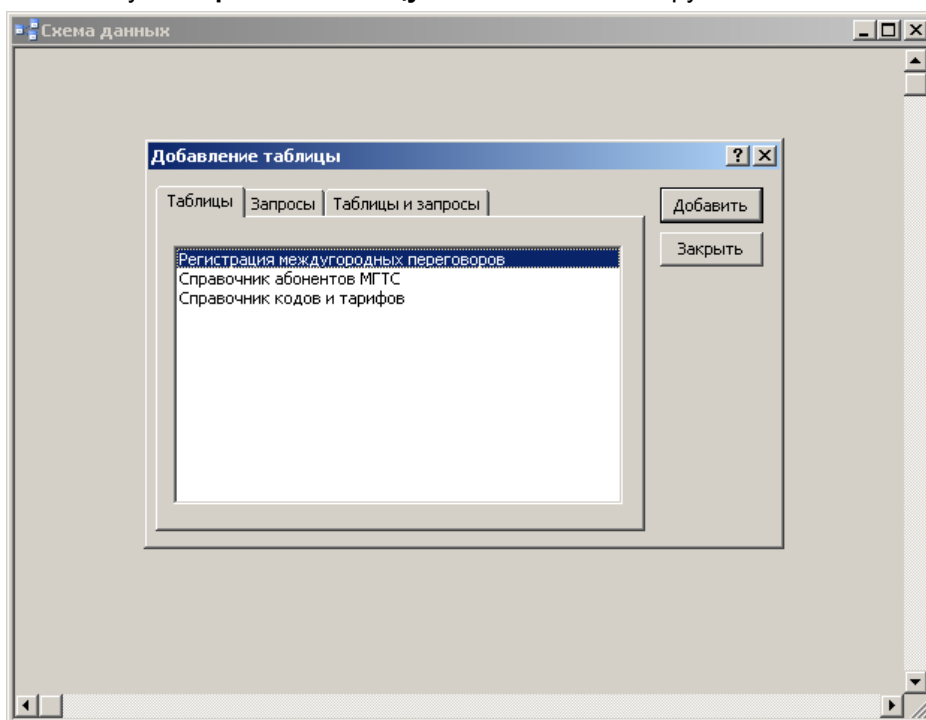 Схема данных
Добавление таблицы
Таблицы Запросы Таблицы и запросы
Добавить
Закрыть
Регистрация междугородных переговоров
Справочник абонентов МГТС
Справочник кодов и тарифов